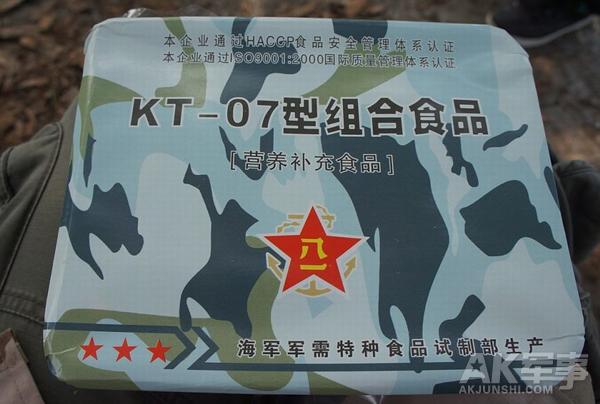 本企业通过HACCP食品安全管理体系认证
本企业通过ISO9001:2000国际质量管理体系认证
KT-07型组合食品
[营养补充食品]
八一
海军军需特种食品试制部生产
AK军事
AKJUNSHI.COM